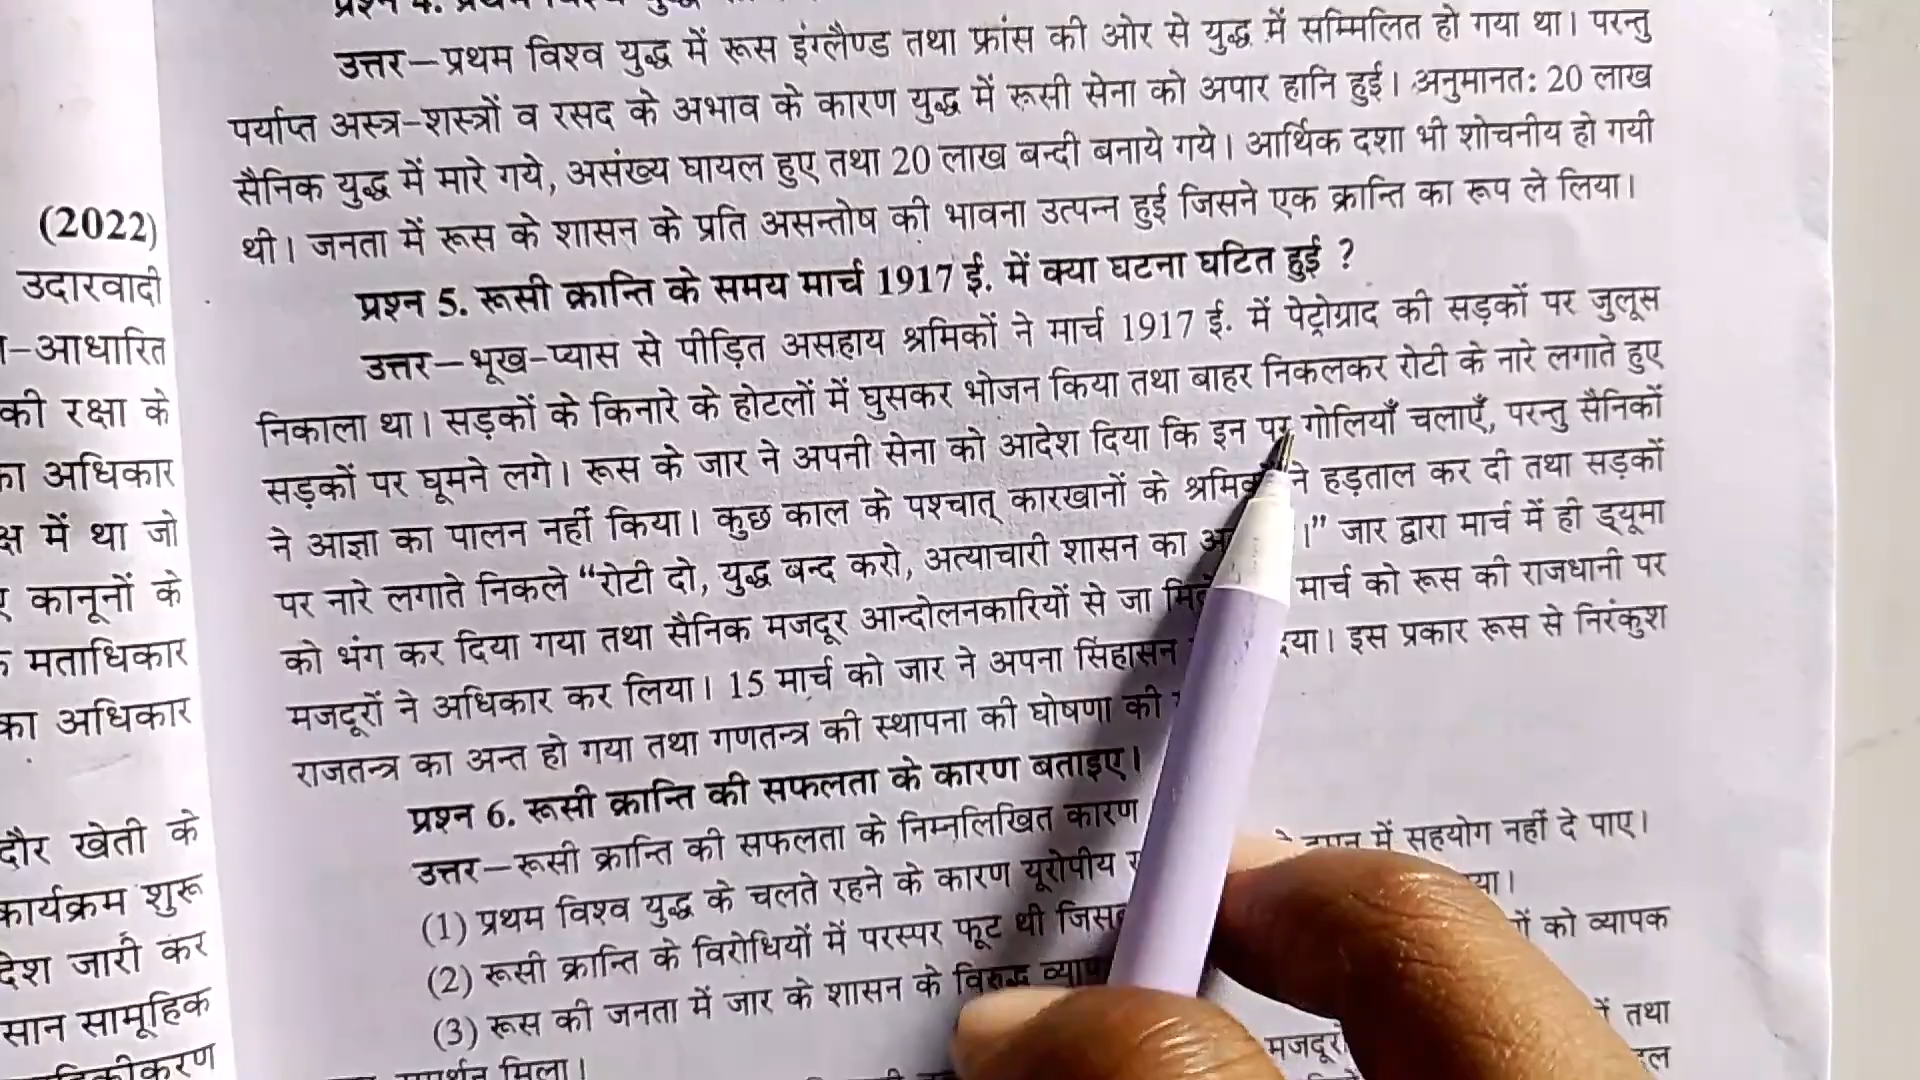 (2022)
उदारवादी
-आधारित
की रक्षा के
अधिकार
में था जो
कानूनों के
मताधिकार
का अधिकार
दौर खेती के
कार्यक्रम शुरू
जारी कर
सामूहिक
उत्तर—प्रथम विश्व युद्ध में रूस इंग्लैण्ड तथा फ्रांस की ओर से युद्ध में सम्मिलित हो गया था। परन्तु
पर्याप्त अस्त्र-शस्त्रों व रसद के अभाव के कारण युद्ध में रूसी सेना को अपार हानि हुई। अनुमानतः 20 लाख
सैनिक युद्ध में मारे गये, असंख्य घायल हुए तथा 20 लाख बन्दी बनाये गये। आर्थिक दशा भी शोचनीय हो गयी
थी। जनता में रूस के शासन के प्रति असन्तोष की भावना उत्पन्न हुई जिसने एक क्रान्ति का रूप ले लिया।
प्रश्न 5. रूसी क्रान्ति के समय मार्च 1917 ई. में क्या घटना घटित हुई ?
उत्तर—भूख-प्यास से पीड़ित असहाय श्रमिकों ने मार्च 1917 ई. में पेट्रोग्राद की सड़कों पर जुलूस
निकाला था। सड़कों के किनारे के होटलों में घुसकर भोजन किया तथा बाहर निकलकर रोटी के नारे लगाते हुए
सड़कों पर घूमने लगे। रूस के जार ने अपनी सेना को आदेश दिया कि इन पर गोलियाँ चलाएँ, परन्तु सैनिकों
ने आज्ञा का पालन नहीं किया। कुछ काल के पश्चात् कारखानों के ने हड़ताल कर दी तथा सड़कों
पर नारे लगाते निकले “रोटी दो, युद्ध बन्द करो, अत्याचारी शासन का ।” जार द्वारा मार्च में ही ड्यूमा
को भंग कर दिया गया तथा सैनिक मजदूर आन्दोलनकारियों से जा मार्च को रूस की राजधानी पर
मजदूरों ने अधिकार कर लिया। 15 मार्च को जार ने अपना सिंहासन इस प्रकार रूस से निरंकुश
राजतन्त्र का अन्त हो गया तथा गणतन्त्र की स्थापना की घोषणा की
प्रश्न 6. रूसी क्रान्ति की सफलता के कारण बताइए।
उत्तर—रूसी क्रान्ति की सफलता के निम्नलिखित कारण
(1) प्रथम विश्व युद्ध के चलते रहने के कारण यूरोपीय में सहयोग नहीं दे पाए।
(2) रूसी क्रान्ति के विरोधियों में परस्पर फूट थी
(3) रूस की जनता में जार के शासन के विरुद्ध को व्यापक
मिला। तथा